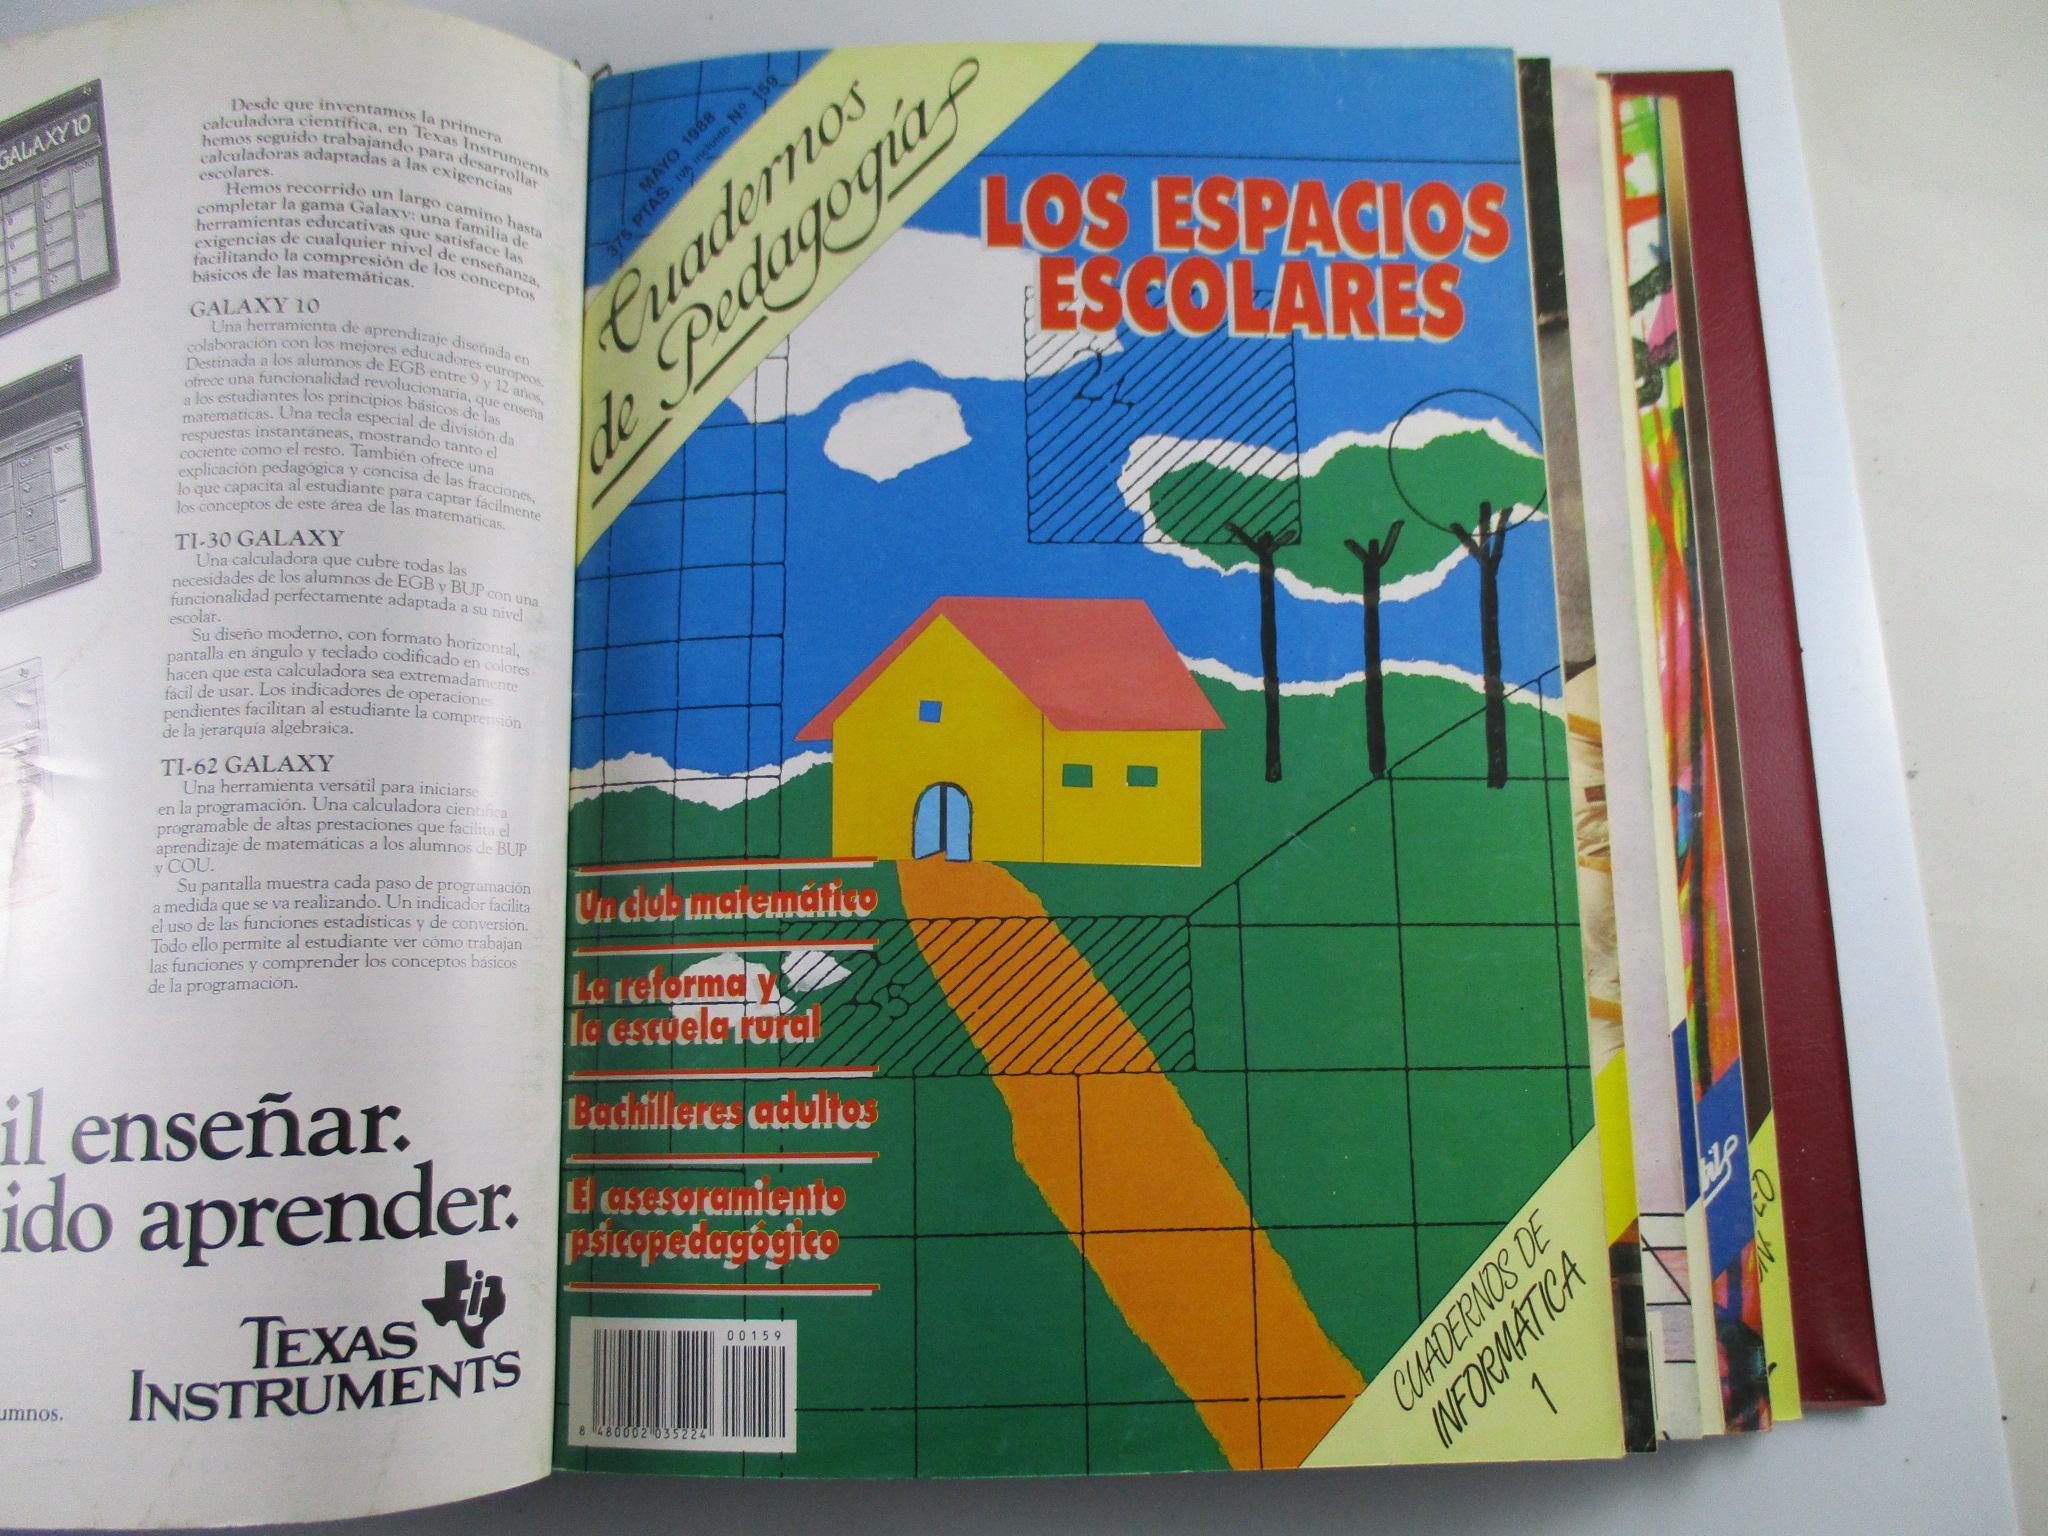 GALAXY 10
Desde que inventamos la primera
calculadora científica, en Texas Instruments
hemos seguido trabajando para desarrollar
calculadoras adaptadas a las exigencias
escolares.
Hemos recorrido un largo camino hasta
completar la gama Galaxy: una familia de
herramientas educativas que satisface las
exigencias de cualquier nivel de enseñanza,
facilitando la compresión de los conceptos
básicos de las matemáticas.
GALAXY 10
Una herramienta de aprendizaje diseñada en
colaboración con los mejores educadores europeos.
Destinada a los alumnos de EGB entre 9 y 12 años,
ofrece una funcionalidad revolucionaria, que enseña
a los estudiantes los principios básicos de las
matemáticas. Una tecla especial de división da
respuestas instantáneas, mostrando tanto el
cociente como el resto. También ofrece una
explicación pedagógica y concisa de las fracciones,
lo que capacita al estudiante para captar fácilmente
los conceptos de este área de las matemáticas.
TI-30 GALAXY
Una calculadora que cubre todas las
necesidades de los alumnos de EGB y BUP con una
funcionalidad perfectamente adaptada a su nivel
escolar.
Su diseño moderno, con formato horizontal,
pantalla en ángulo y teclado codificado en colores
hacen que esta calculadora sea extremadamente
fácil de usar. Los indicadores de operaciones
pendientes facilitan al estudiante la comprensión
de la jerarquía algebraica.
TI-62 GALAXY
Una herramienta versátil para iniciarse
en la programación. Una calculadora científica
programable de altas prestaciones que facilita el
aprendizaje de matemáticas a los alumnos de BUP
y COU.
Su pantalla muestra cada paso de programación
a medida que se va realizando. Un indicador facilita
el uso de las funciones estadísticas y de conversión.
Todo ello permite al estudiante ver cómo trabajan
las funciones y comprender los conceptos básicos
de la programación.
il enseñar.
ido aprender.
TEXAS
INSTRUMENTS
umnos.
MAYO 1988
375 PTAS. IVA incluido Nº 159
Cuadernos
de Pedagogía
LOS ESPACIOS
ESCOLARES
Un club matemático
La reforma y
la escuela rural
Bachilleres adultos
El asesoramiento
psicopedagógico
00159
8 480002 035224
CUADERNOS DE
INFORMÁTICA
1